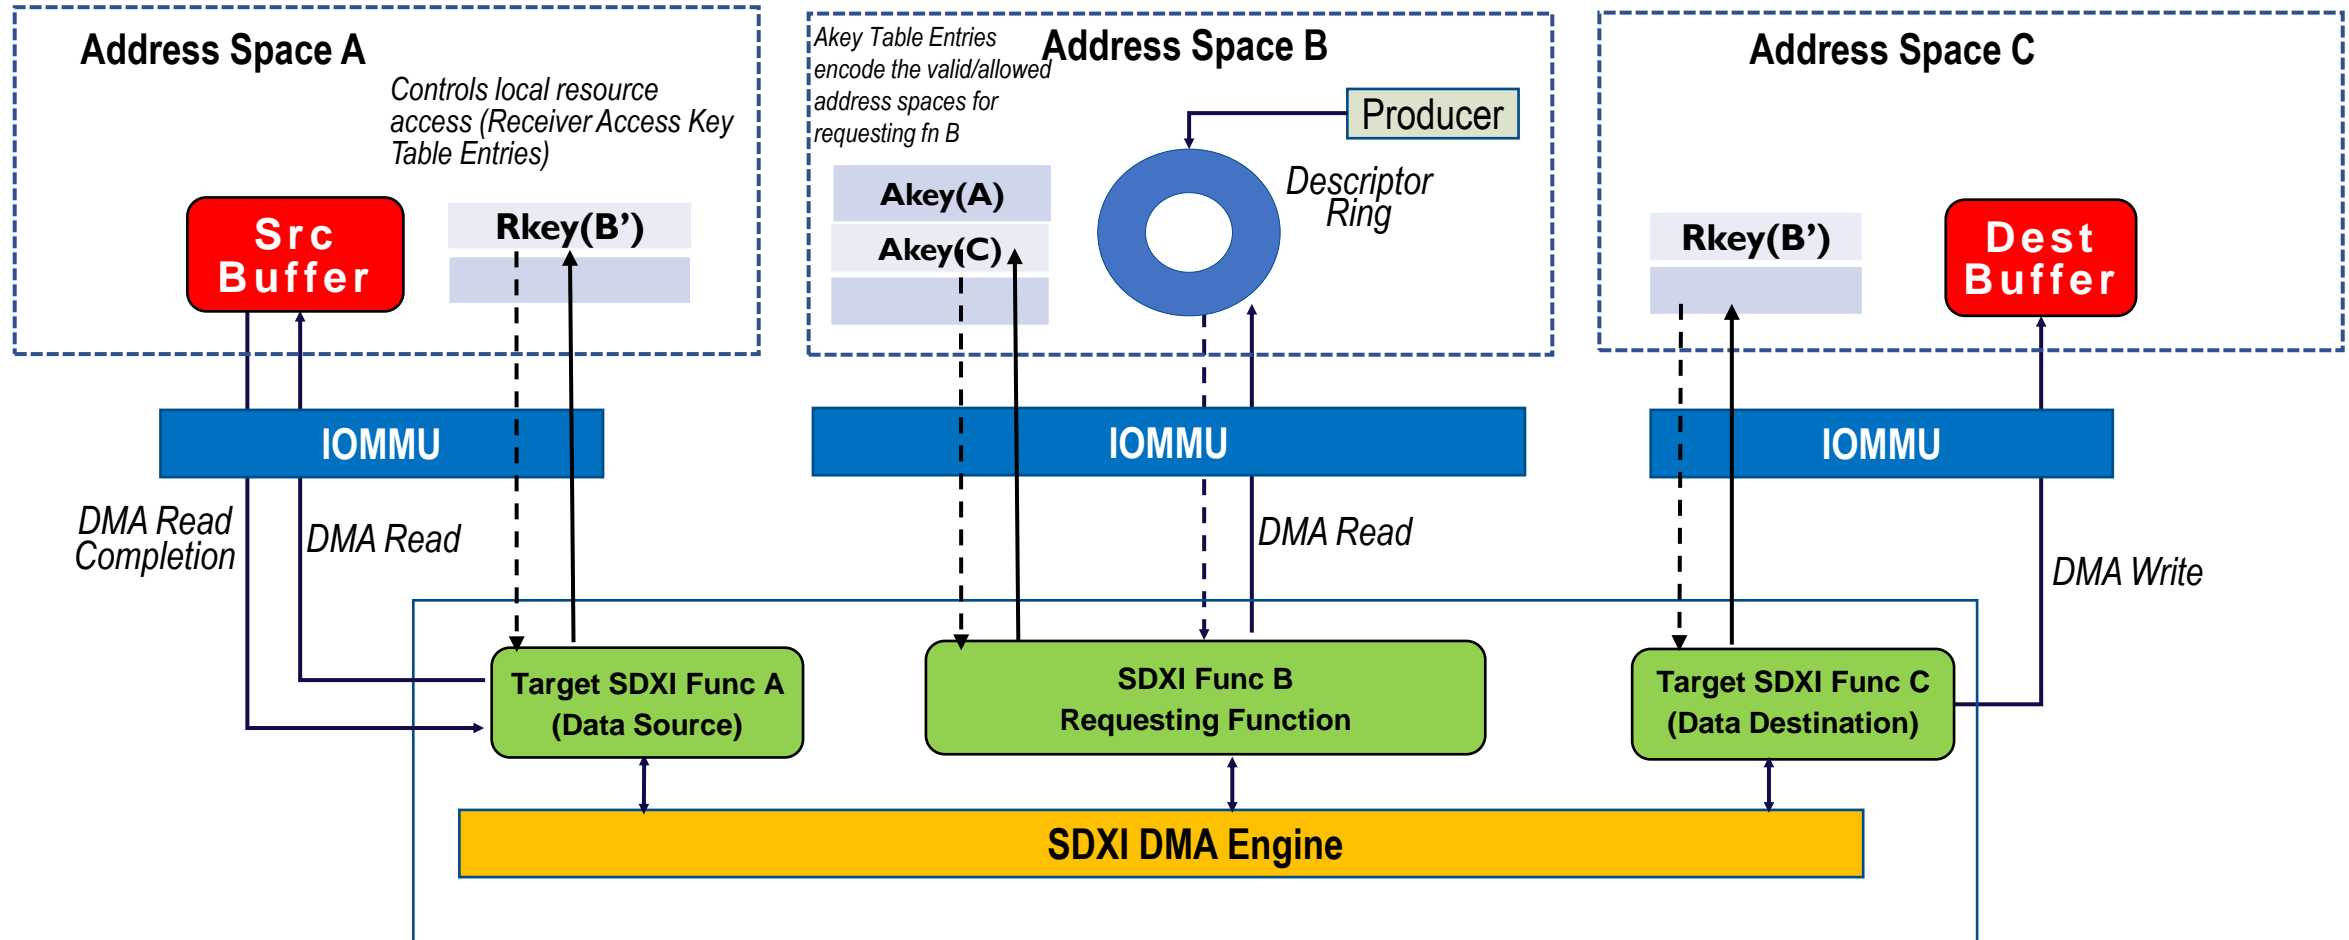 Address Space A
Controls local resource
access (Receiver Access Key
Table Entries)
Src
Buffer
Rkey(B’)
Akey Table Entries
encode the valid/allowed
address spaces for
requesting fn B
Address Space B
Producer
Akey(A)
Akey(C)
Descriptor
Ring
Address Space C
Rkey(B’)
Dest
Buffer
IOMMU
IOMMU
IOMMU
DMA Read
Completion
DMA Read
DMA Read
DMA Write
Target SDXI Func A
(Data Source)
SDXI Func B
Requesting Function
Target SDXI Func C
(Data Destination)
SDXI DMA Engine